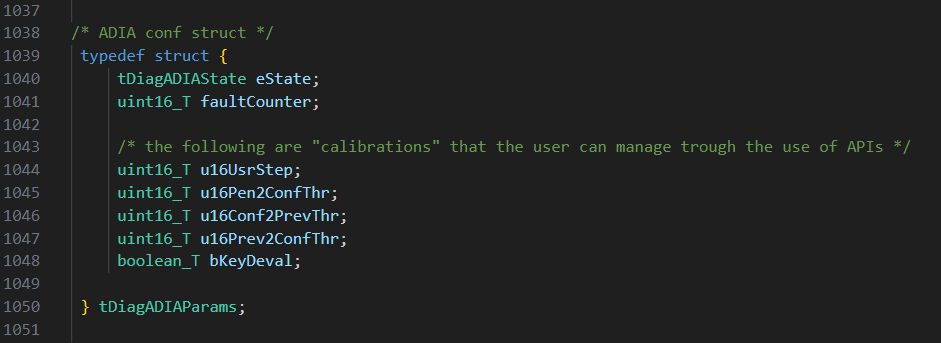 1037
1038 /* ADIA conf struct */
1039 typedef struct {
1040 tDiagADIAState eState;
1041 uint16_T faultCounter;
1042
1043 /* the following are "calibrations" that the user can manage trough the use of APIs */
1044 uint16_T u16UsrStep;
1045 uint16_T u16Pen2ConfThr;
1046 uint16_T u16Conf2PrevThr;
1047 uint16_T u16Prev2ConfThr;
1048 boolean_T bKeyDeval;
1049
1050 } tDiagADIAParams;
1051